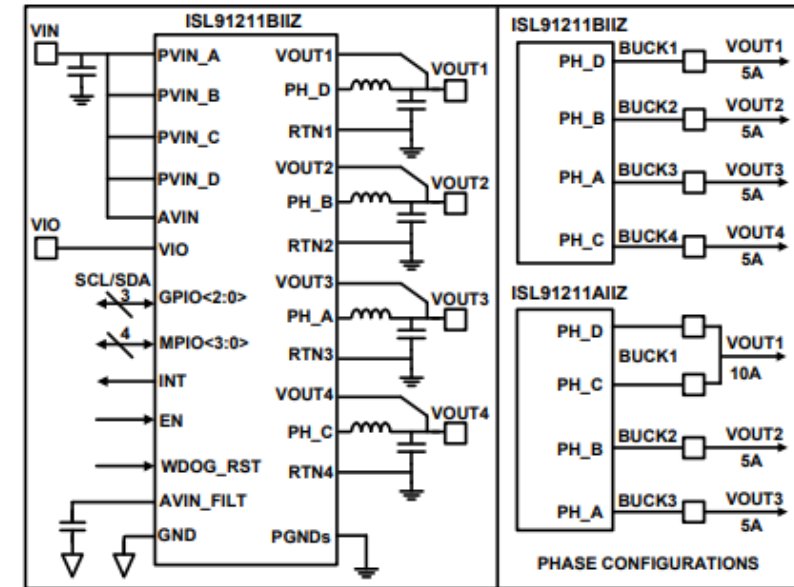 ISL91211BIIZ
VIN
PVIN_A
PVIN_B
PVIN_C
PVIN_D
AVIN
VIO
VIO
SCL/SDA
3
GPIO<2:0>
4
MPIO<3:0>
INT
EN
WDOG_RST
AVIN_FILT
GND
VOUT1
PH_D
VOUT1
RTN1
VOUT2
PH_B
VOUT2
RTN2
VOUT3
PH_A
VOUT3
RTN3
VOUT4
PH_C
VOUT4
RTN4
PGNDs
ISL91211BIIZ
PH_D BUCK1 VOUT1
5A
PH_B BUCK2 VOUT2
5A
PH_A BUCK3 VOUT3
5A
PH_C BUCK4 VOUT4
5A
ISL91211AIIZ
PH_D
BUCK1 VOUT1
10A
PH_C
PH_B BUCK2 VOUT2
5A
PH_A BUCK3 VOUT3
5A
PHASE CONFIGURATIONS